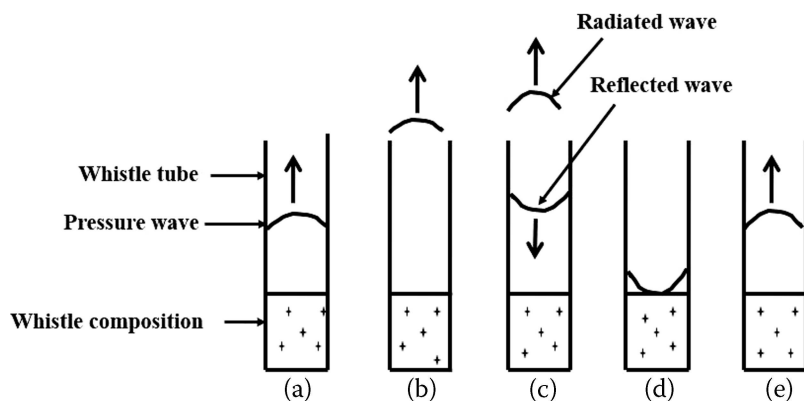 Radiated wave
Reflected wave
Whistle tube
Pressure wave
Whistle composition
(a) (b) (c) (d) (e)